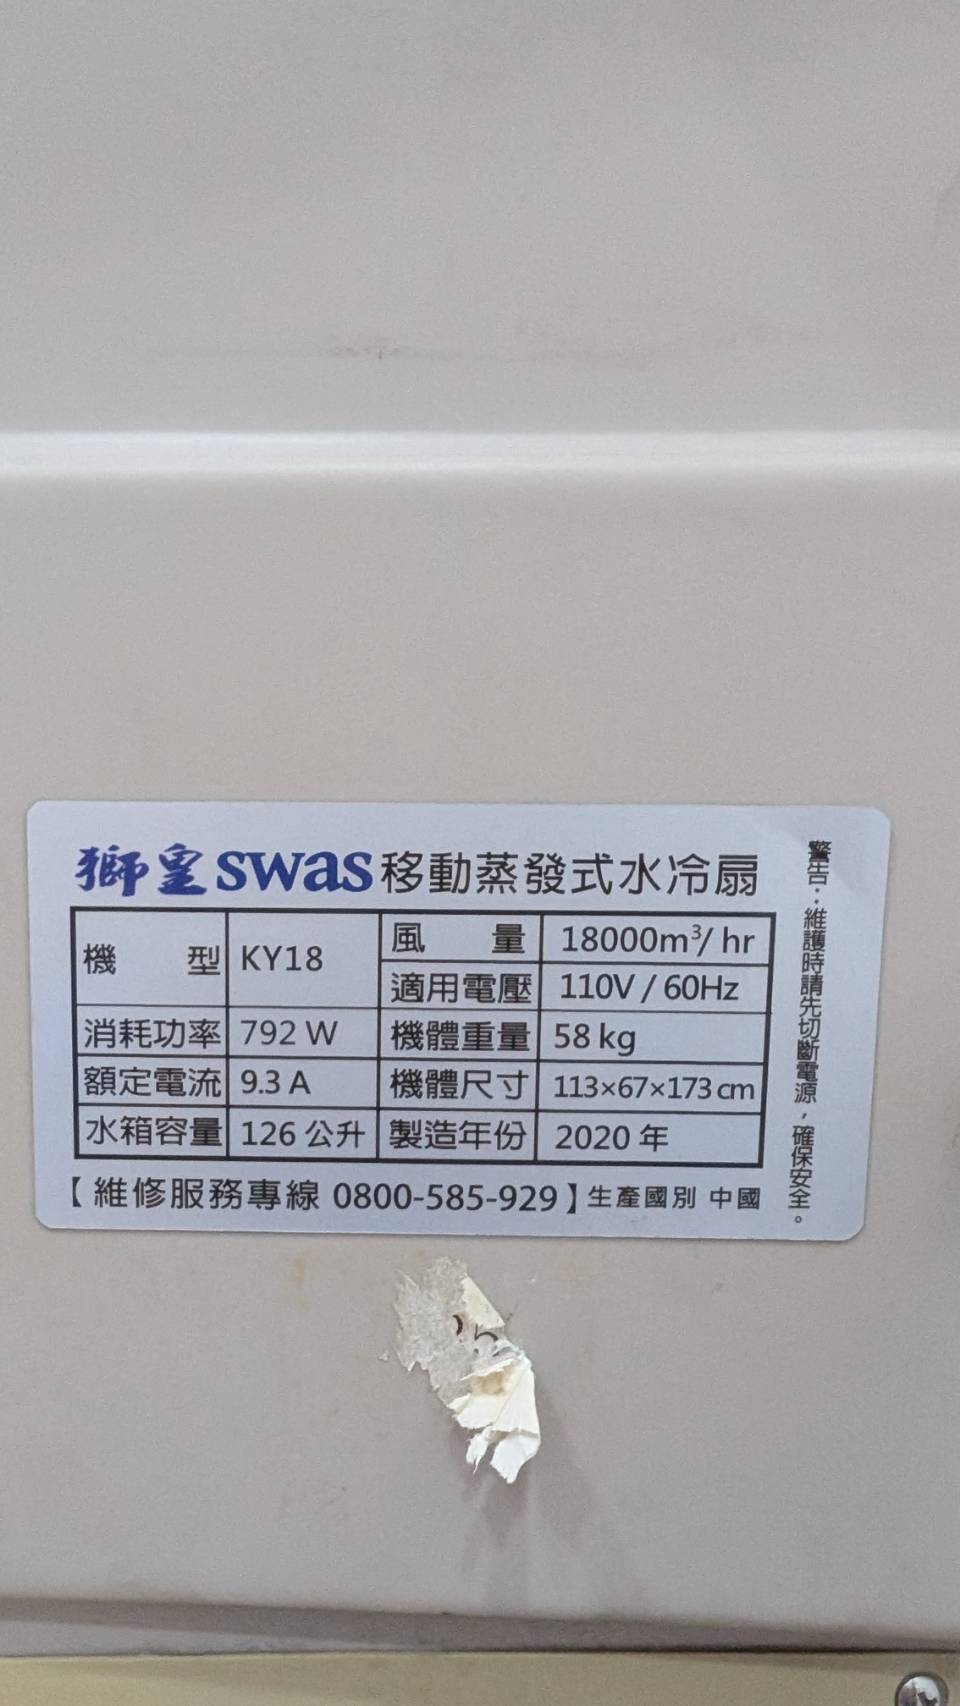 獅皇 swas 移動蒸發式水冷扇
機型 KY18 風量 18000m³/ hr
適用電壓 110V / 60Hz
消耗功率 792 W 機體重量 58 kg
額定電流 9.3 A 機體尺寸 113×67×173 cm
水箱容量 126 公升 製造年份 2020 年
【維修服務專線 0800-585-929】生產國別 中國
警告：維護時請先切斷電源，確保安全。